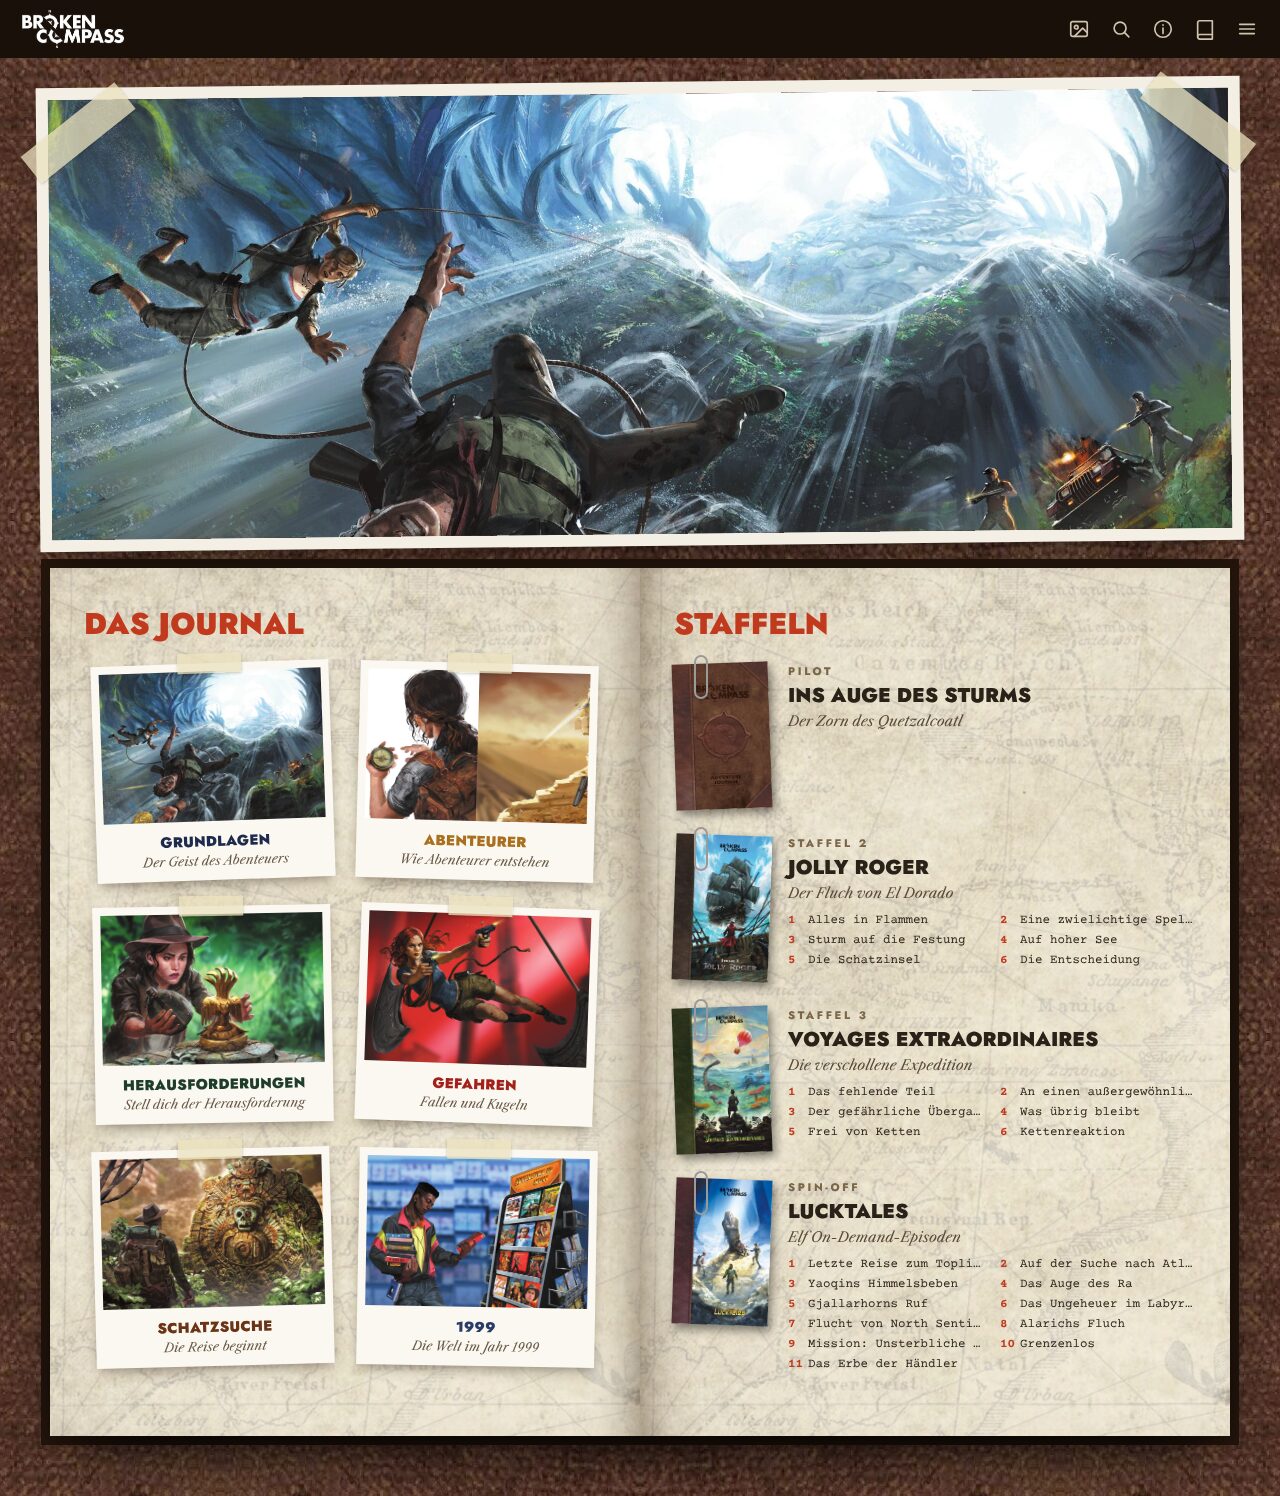 BROKEN
COMPASS
DAS JOURNAL
GRUNDLAGEN
Der Geist des Abenteuers
ABENTEURER
Wie Abenteurer entstehen
HERAUSFORDERUNGEN
Stell dich der Herausforderung
GEFAHREN
Fallen und Kugeln
SCHATZSUCHE
Die Reise beginnt
1999
Die Welt im Jahr 1999
STAFFELN
PILOT
INS AUGE DES STURMS
Der Zorn des Quetzalcoatl
STAFFEL 2
JOLLY ROGER
Der Fluch von El Dorado
1 Alles in Flammen
2 Eine zwielichtige Spel…
3 Sturm auf die Festung
4 Auf hoher See
5 Die Schatzinsel
6 Die Entscheidung
STAFFEL 3
VOYAGES EXTRAORDINAIRES
Die verschollene Expedition
1 Das fehlende Teil
2 An einen außergewöhnli…
3 Der gefährliche Überga…
4 Was übrig bleibt
5 Frei von Ketten
6 Kettenreaktion
SPIN-OFF
LUCKTALES
Elf On-Demand-Episoden
1 Letzte Reise zum Topli…
2 Auf der Suche nach Atl…
3 Yaoqins Himmelsbeben
4 Das Auge des Ra
5 Gjallarhorns Ruf
6 Das Ungeheuer im Labyr…
7 Flucht von North Senti…
8 Alarichs Fluch
9 Mission: Unsterbliche …
10 Grenzenlos
11 Das Erbe der Händler